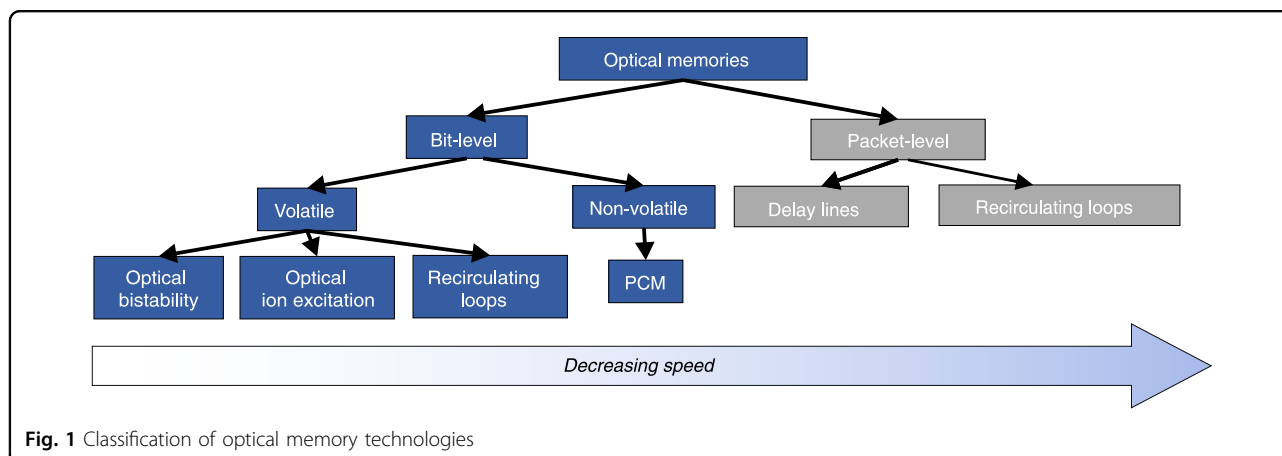 Optical memories
Bit-level
Packet-level
Volatile
Non-volatile
Delay lines
Recirculating loops
Optical
bistability
Optical
ion excitation
Recirculating
loops
PCM
Decreasing speed
Fig. 1 Classification of optical memory technologies